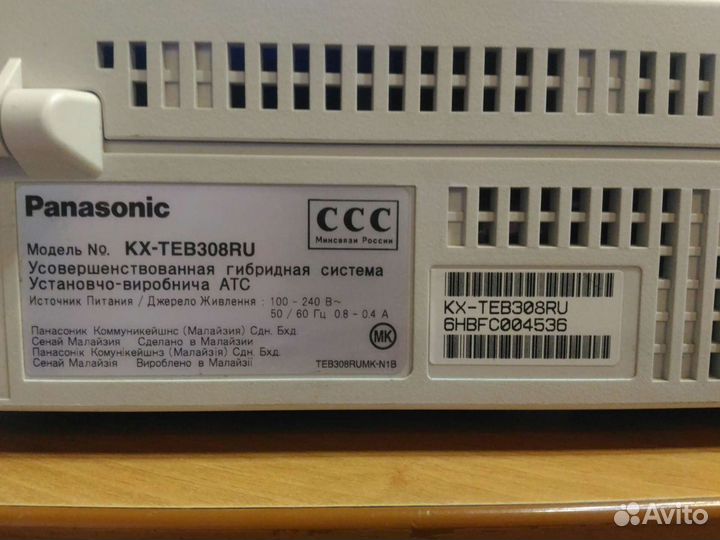 Panasonic
CCC
Минсвязи России
Модель No. KX-TEB308RU
Усовершенствованная гибридная система
Установчо-виробнича АТС
Источник Питания / Джерело Живлення : 100 - 240 В~
50 / 60 Гц 0.8 - 0.4 А
Панасоник Коммуникейшнс (Малайзия) Сдн. Бхд.
Сенай Малайзия Сделано в Малайзии
Панасонік Комунікейшнз (Малайзія) Сдн. Бхд.
Сенай Малайзія Вироблено в Малайзії
МК
TEB308RUMK-N1B
KX-TEB308RU
6HBFC004536
Avito